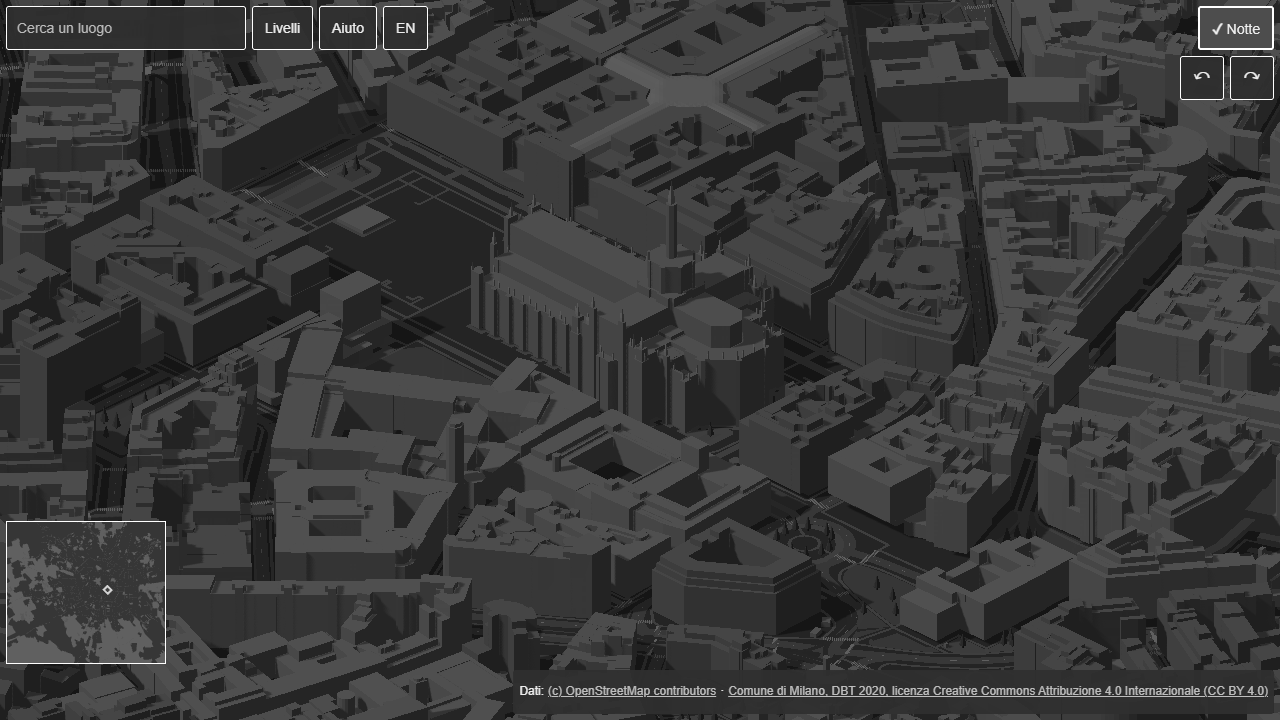 Cerca un luogo
Livelli
Aiuto
EN
✓ Notte
Dati: (c) OpenStreetMap contributors · Comune di Milano, DBT 2020, licenza Creative Commons Attribuzione 4.0 Internazionale (CC BY 4.0)